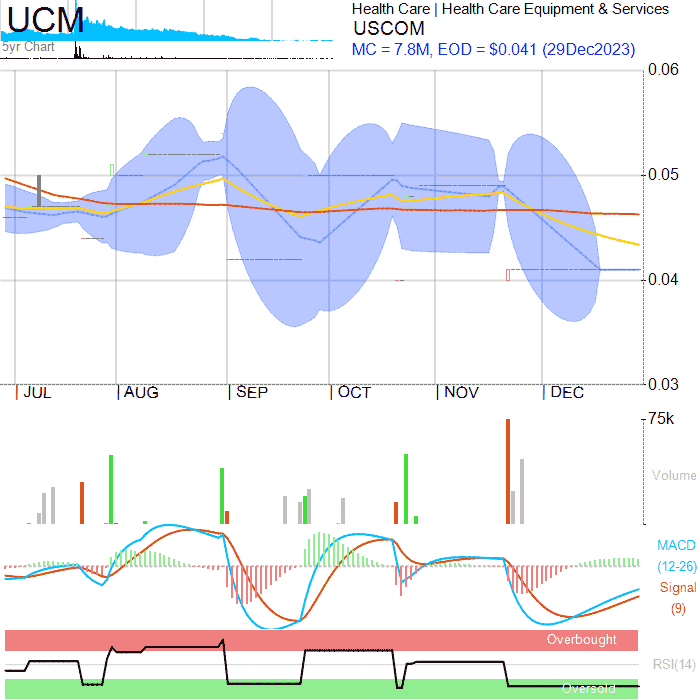 UCM
5yr Chart
Health Care | Health Care Equipment & Services
USCOM
MC = 7.8M, EOD = $0.041 (29Dec2023)
0.06
0.05
0.04
0.03
JUL
AUG
SEP
OCT
NOV
DEC
75k
Volume
MACD
(12-26)
Signal
(9)
Overbought
RSI(14)
Oversold